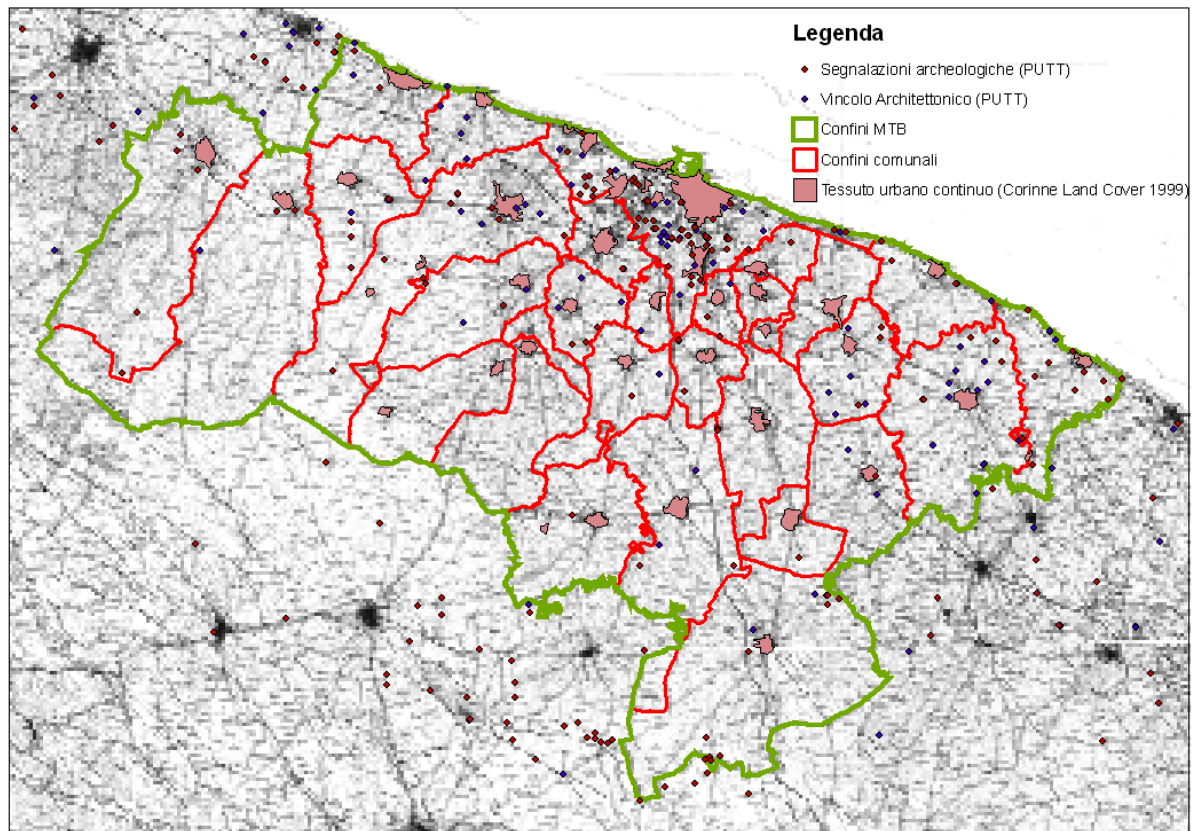 Legenda
Segnalazioni archeologiche (PUTT)
Vincolo Architettonico (PUTT)
Confini MTB
Confini comunali
Tessuto urbano continuo (Corinne Land Cover 1999)